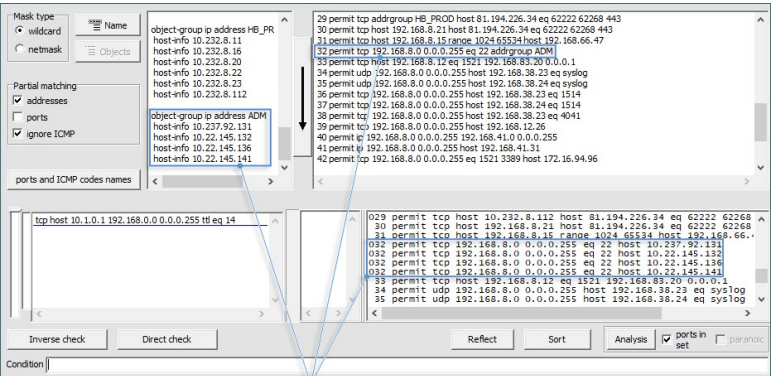 Mask type
wildcard
netmask
Name
Objects
Partial matching
addresses
ports
ignore ICMP
ports and ICMP codes names
object-group ip address HB_PR
host-info 10.232.8.11
host-info 10.232.8.16
host-info 10.232.8.20
host-info 10.232.8.22
host-info 10.232.8.23
host-info 10.232.8.112
object-group ip address ADM
host-info 10.237.92.131
host-info 10.22.145.132
host-info 10.22.145.136
host-info 10.22.145.141
29 permit tcp addrgroup HB_PROD host 81.194.226.34 eq 62222 62268 443
30 permit tcp host 192.168.8.21 host 81.194.226.34 eq 62222 62268 443
31 permit tcp host 192.168.8.15 range 1024 65534 host 192.168.66.47
32 permit tcp 192.168.8.0 0.0.0.255 eq 22 addrgroup ADM
33 permit tcp host 192.168.8.12 eq 1521 192.168.83.20 0.0.0.1
34 permit udp 192.168.8.0 0.0.0.255 host 192.168.38.23 eq syslog
35 permit udp 192.168.8.0 0.0.0.255 host 192.168.38.24 eq syslog
36 permit tcp 192.168.8.0 0.0.0.255 host 192.168.38.23 eq 1514
37 permit tcp 192.168.8.0 0.0.0.255 host 192.168.38.24 eq 1514
38 permit tcp 192.168.8.0 0.0.0.255 host 192.168.38.23 eq 4041
39 permit tcp 192.168.8.0 0.0.0.255 host 192.168.12.26
40 permit ip 192.168.8.0 0.0.0.255 192.168.41.0 0.0.0.255
41 permit ip 192.168.8.0 0.0.0.255 host 192.168.41.31
42 permit tcp 192.168.8.0 0.0.0.255 eq 1521 3389 host 172.16.94.96
tcp host 10.1.0.1 192.168.0.0 0.0.0.255 ttl eq 14
029 permit tcp host 10.232.8.112 host 81.194.226.34 eq 62222 62268
30 permit tcp host 192.168.8.21 host 81.194.226.34 eq 62222 62268
31 permit tcp host 192.168.8.15 range 1024 65534 host 192.168.66.
032 permit tcp 192.168.8.0 0.0.0.255 eq 22 host 10.237.92.131
032 permit tcp 192.168.8.0 0.0.0.255 eq 22 host 10.22.145.132
032 permit tcp 192.168.8.0 0.0.0.255 eq 22 host 10.22.145.136
032 permit tcp 192.168.8.0 0.0.0.255 eq 22 host 10.22.145.141
33 permit tcp host 192.168.8.12 eq 1521 192.168.83.20 0.0.0.1
34 permit udp 192.168.8.0 0.0.0.255 host 192.168.38.23 eq syslog
35 permit udp 192.168.8.0 0.0.0.255 host 192.168.38.24 eq syslog
Inverse check
Direct check
Reflect
Sort
Analysis
ports in set
paranoic
Condition